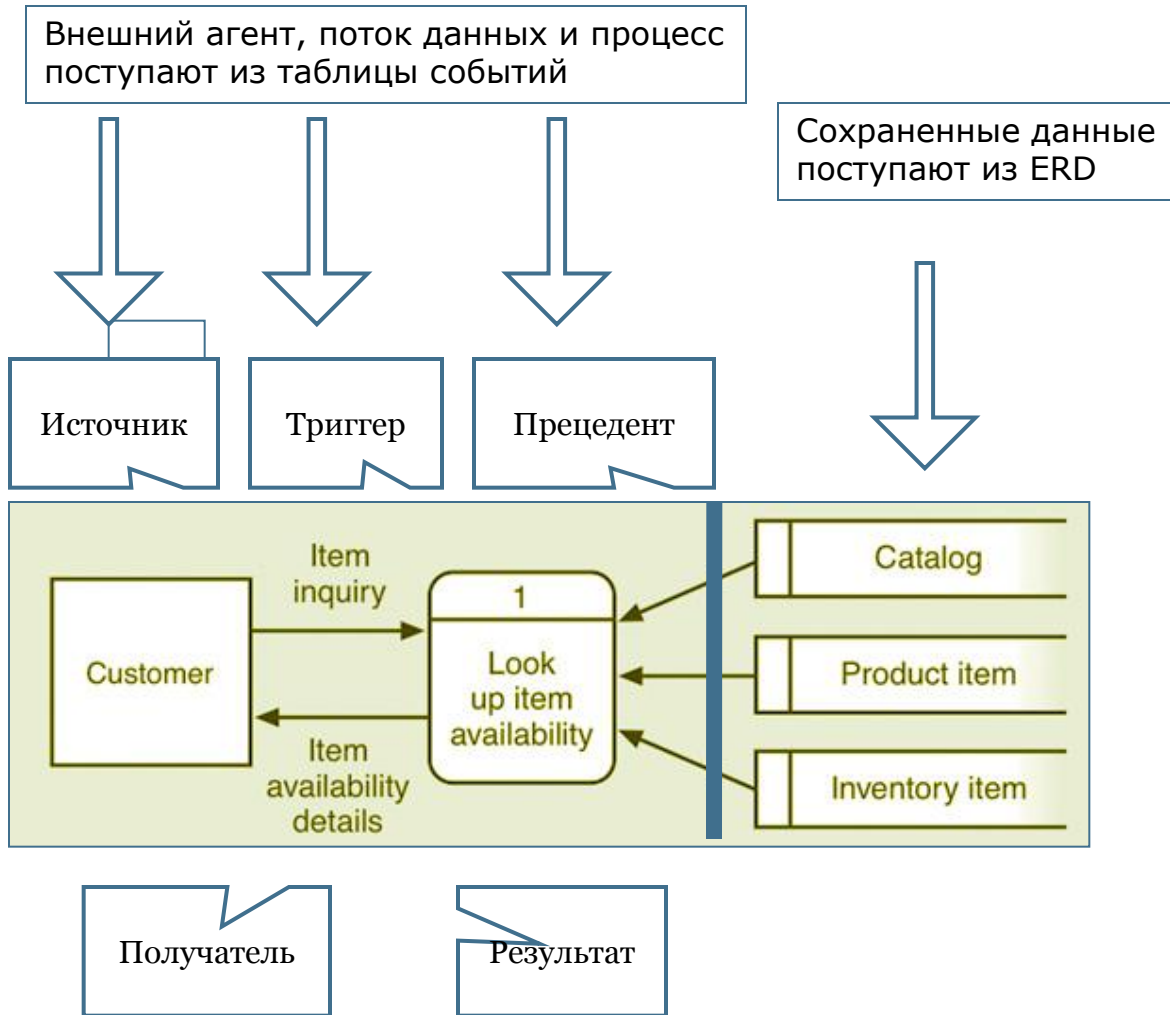 Внешний агент, поток данных и процесс
поступают из таблицы событий
Сохраненные данные
поступают из ERD
Источник
Триггер
Прецедент
Item
inquiry
1
Catalog
Customer
Look
up item
availability
Product item
Item
availability
details
Inventory item
Получатель
Результат